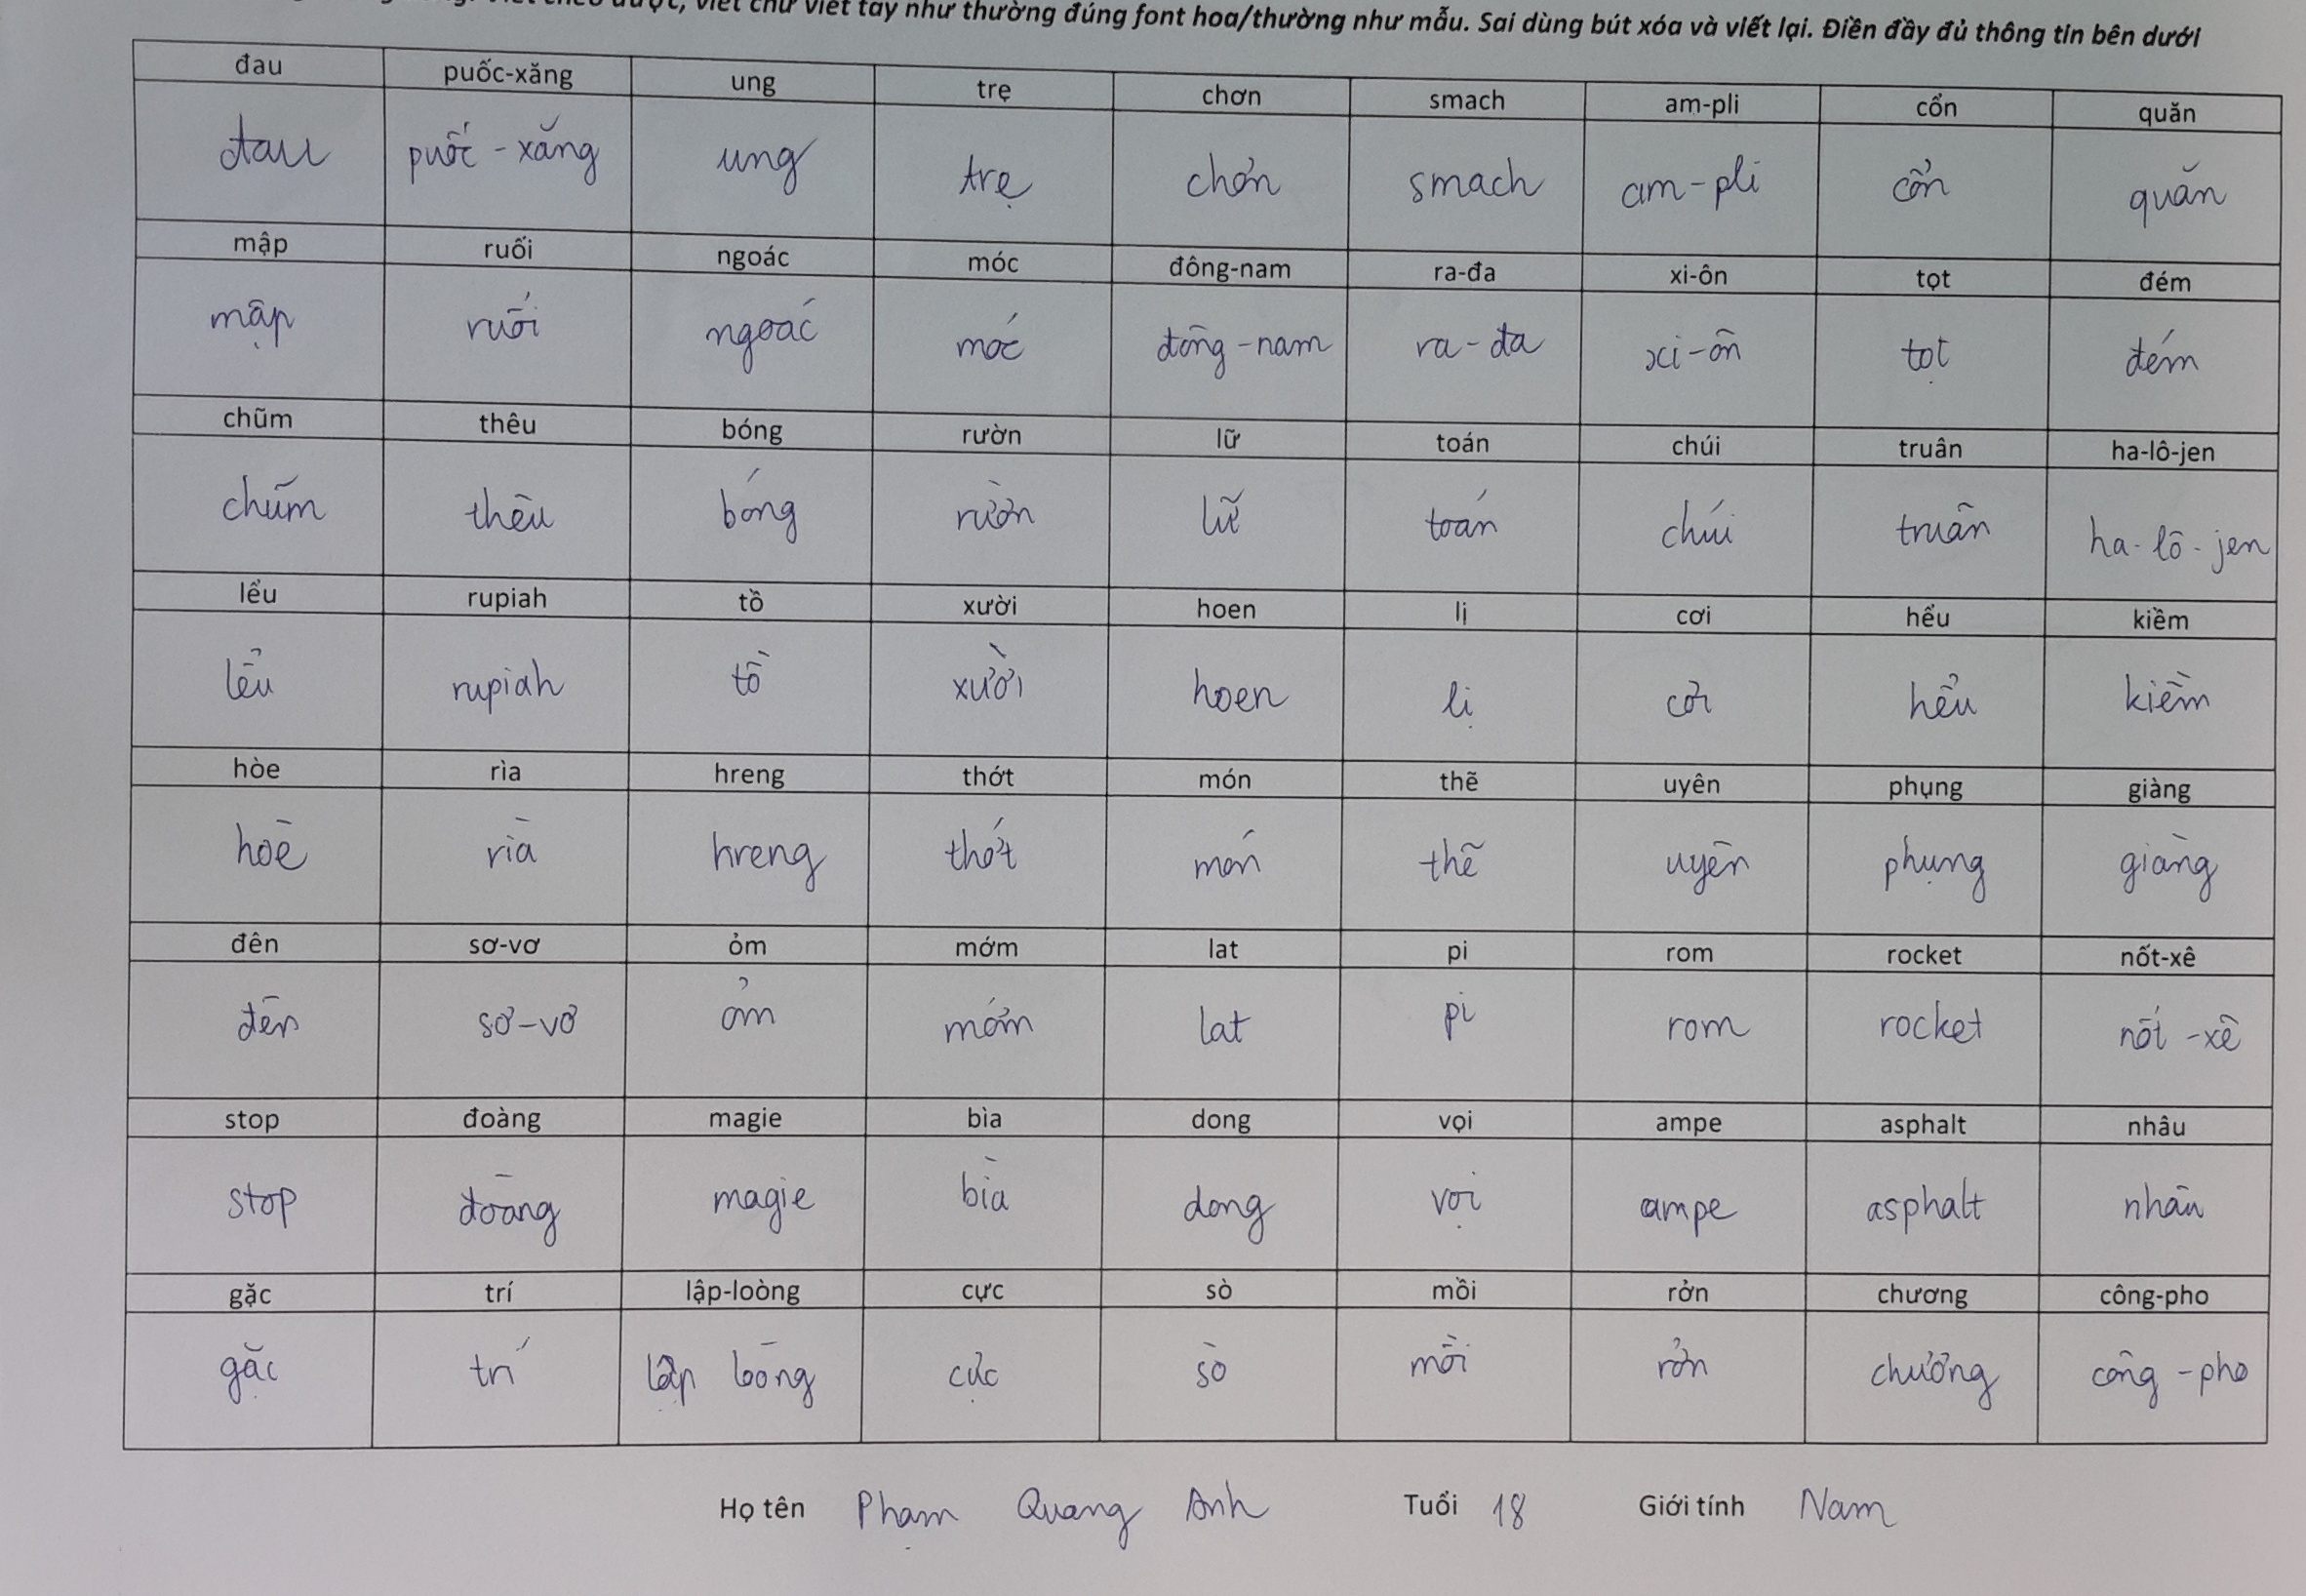 viết chữ viết tay như thường đúng font hoa/thường như mẫu. Sai dùng bút xóa và viết lại. Điền đầy đủ thông tin bên dưới
đau puốc-xăng ung trẹ chơn smach am-pli cổn quăn
đau puốc-xăng ung trẹ chơn smach am-pli cổn quăn
mập ruối ngoác móc đông-nam ra-đa xi-ôn tọt đém
mập ruối ngoác móc đông-nam ra-đa xi-ôn tọt đém
chũm thêu bóng rườn lữ toán chúi truân ha-lô-jen
chũm thêu bóng rườn lữ toán chúi truân ha-lô-jen
lểu rupiah tồ xười hoen lị cơi hểu kiềm
lểu rupiah tồ xười hoen lị cơi hểu kiềm
hòe rìa hreng thớt món thẽ uyên phụng giàng
hòe rìa hreng thớt món thẽ uyên phụng giàng
đên sơ-vơ ỏm mớm lat pi rom rocket nốt-xê
đên sơ-vơ ỏm mớm lat pi rom rocket nốt-xê
stop đoàng magie bìa dong vọi ampe asphalt nhâu
stop đoàng magie bìa dong vọi ampe asphalt nhâu
gặc trí lập-loòng cực sò mồi rởn chương công-pho
gặc trí lập loòng cực sò mồi rởn chương công-pho
Họ tên Phạm Quang Anh Tuổi 18 Giới tính Nam